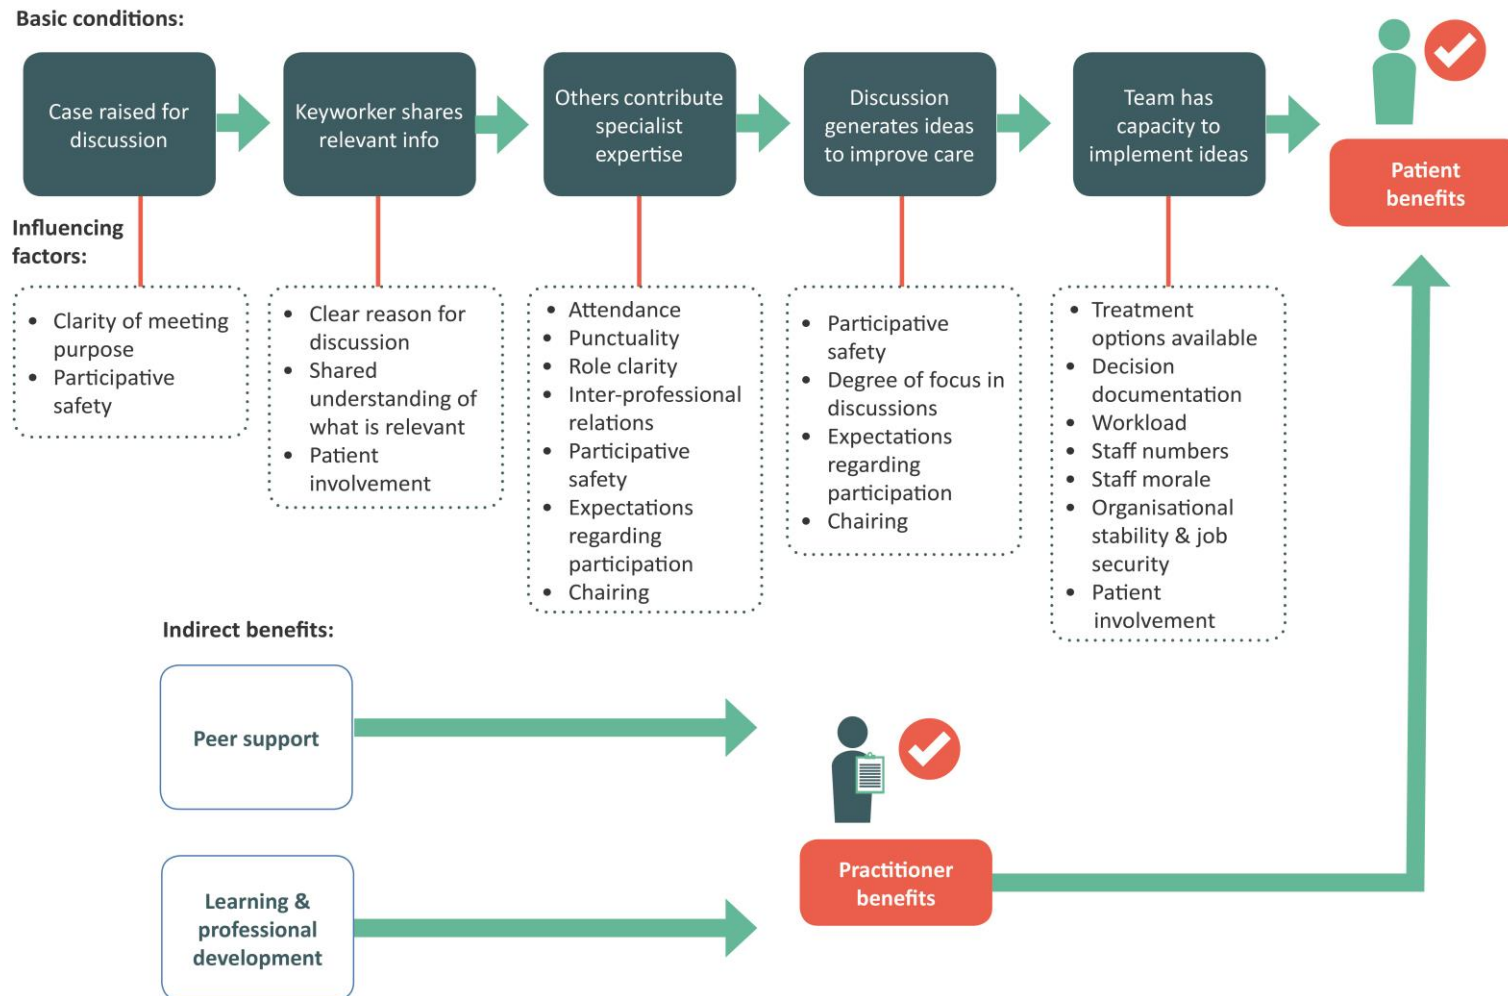 Basic conditions:
Case raised for
discussion
Keyworker shares
relevant info
Others contribute
specialist
expertise
Discussion
generates ideas
to improve care
Team has
capacity to
implement ideas
Patient
benefits
Influencing
factors:
• Clarity of meeting
purpose
• Participative
safety
• Clear reason for
discussion
• Shared
understanding of
what is relevant
• Patient
involvement
• Attendance
• Punctuality
• Role clarity
• Inter-professional
relations
• Participative
safety
• Expectations
regarding
participation
• Chairing
• Participative
safety
• Degree of focus in
discussions
• Expectations
regarding
participation
• Chairing
• Treatment
options available
• Decision
documentation
• Workload
• Staff numbers
• Staff morale
• Organisational
stability & job
security
• Patient
involvement
Indirect benefits:
Peer support
Learning &
professional
development
Practitioner
benefits